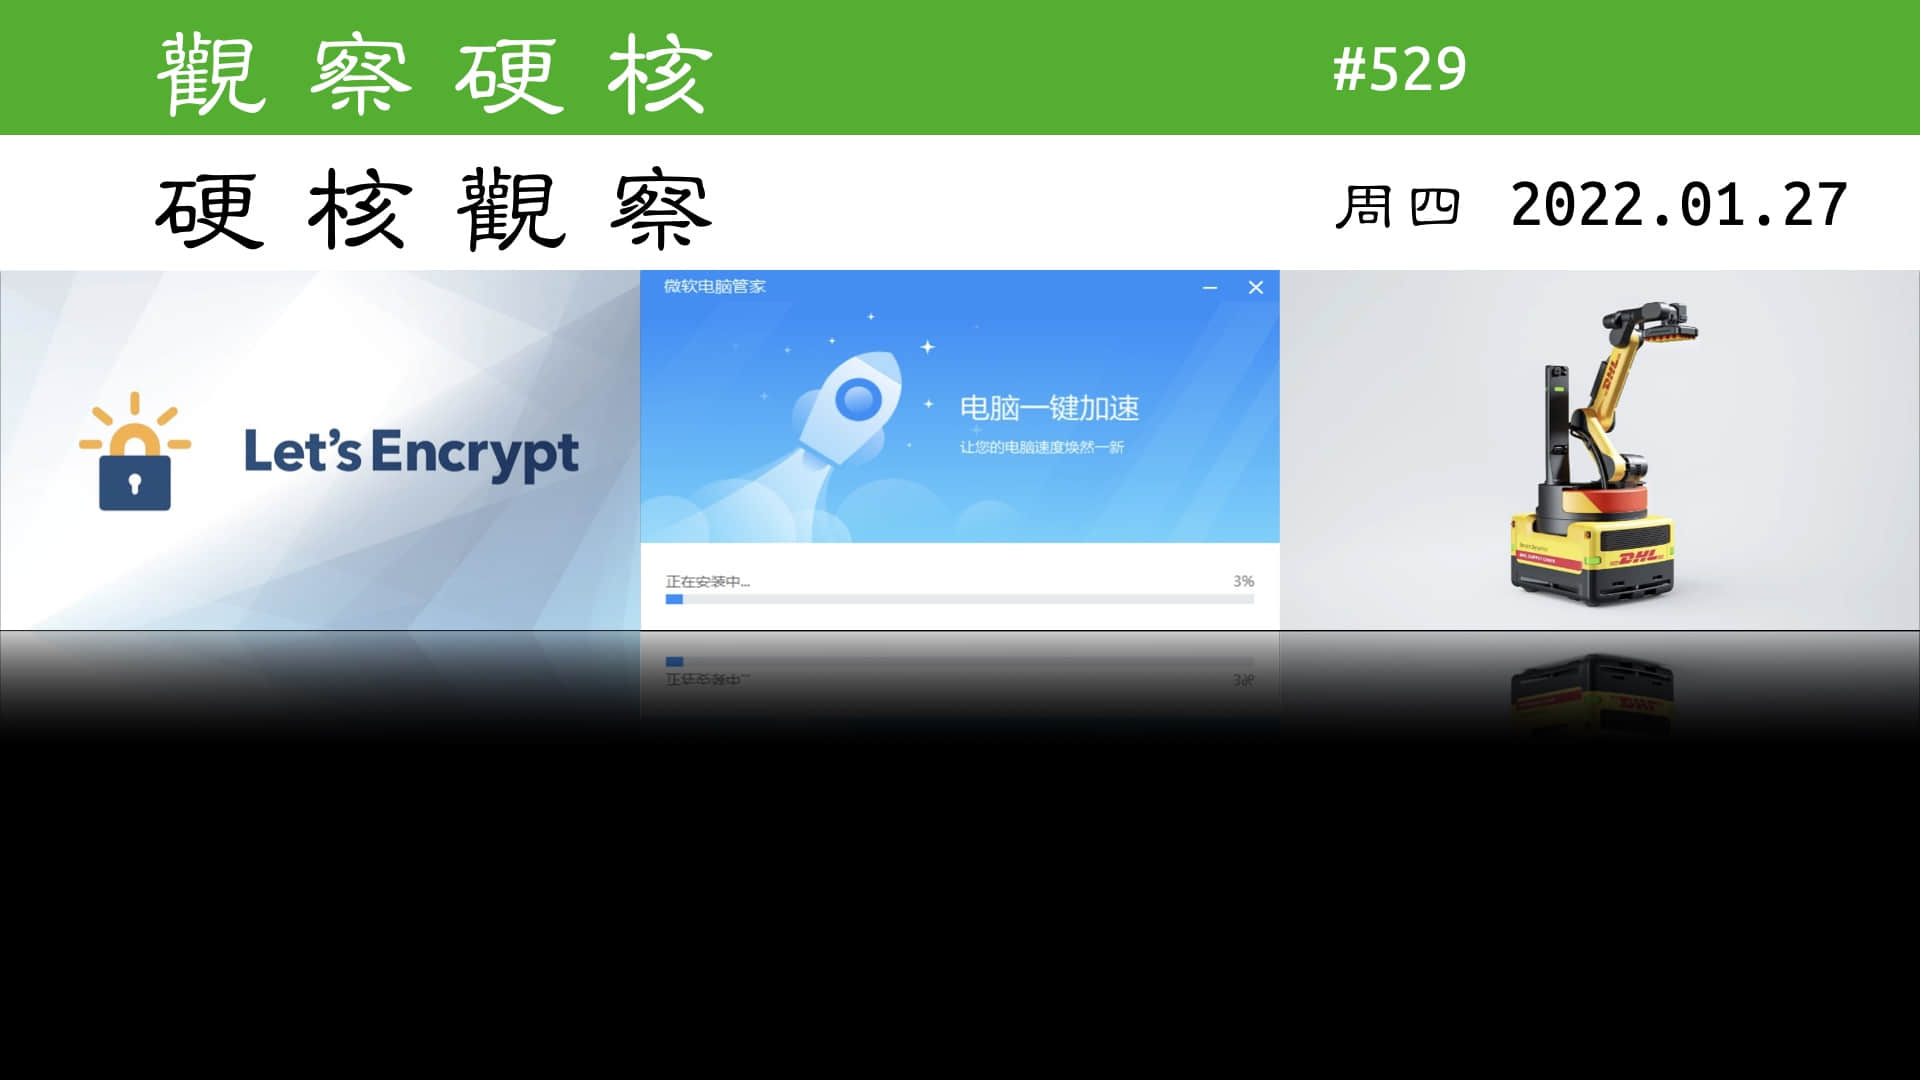 觀察硬核
#529
硬核觀察
周四 2022.01.27
Let's Encrypt
微软电脑管家
电脑一键加速
让您的电脑速度焕然一新
正在安装中...
3%
DHL
DHL